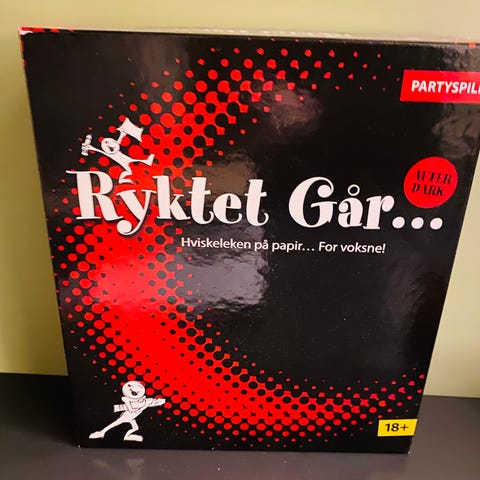 PARTYSPILL
AFTER
DARK
Ryktet Går...
Hviskeleken på papir... For voksne!
18+